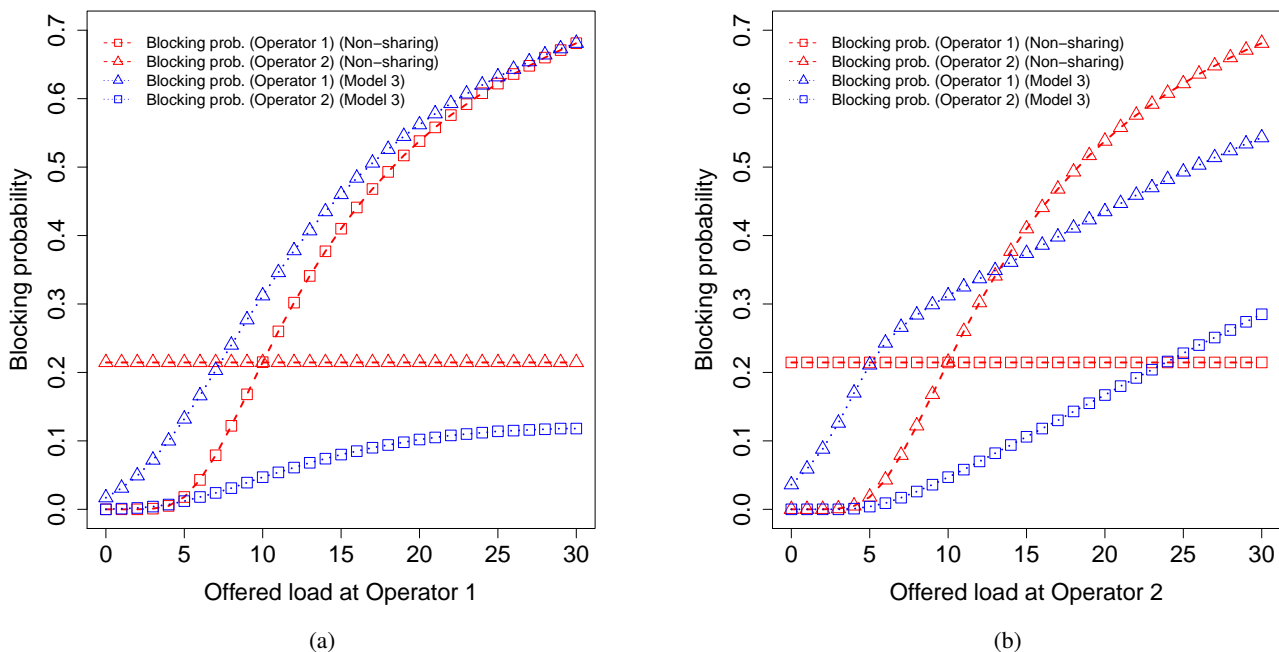 Blocking prob. (Operator 1) (Non−sharing)
Blocking prob. (Operator 2) (Non−sharing)
Blocking prob. (Operator 1) (Model 3)
Blocking prob. (Operator 2) (Model 3)
Blocking probability
0.7
0.6
0.5
0.4
0.3
0.2
0.1
0.0
0 5 10 15 20 25 30
Offered load at Operator 1
(a)
Blocking prob. (Operator 1) (Non−sharing)
Blocking prob. (Operator 2) (Non−sharing)
Blocking prob. (Operator 1) (Model 3)
Blocking prob. (Operator 2) (Model 3)
Blocking probability
0.7
0.6
0.5
0.4
0.3
0.2
0.1
0.0
0 5 10 15 20 25 30
Offered load at Operator 2
(b)